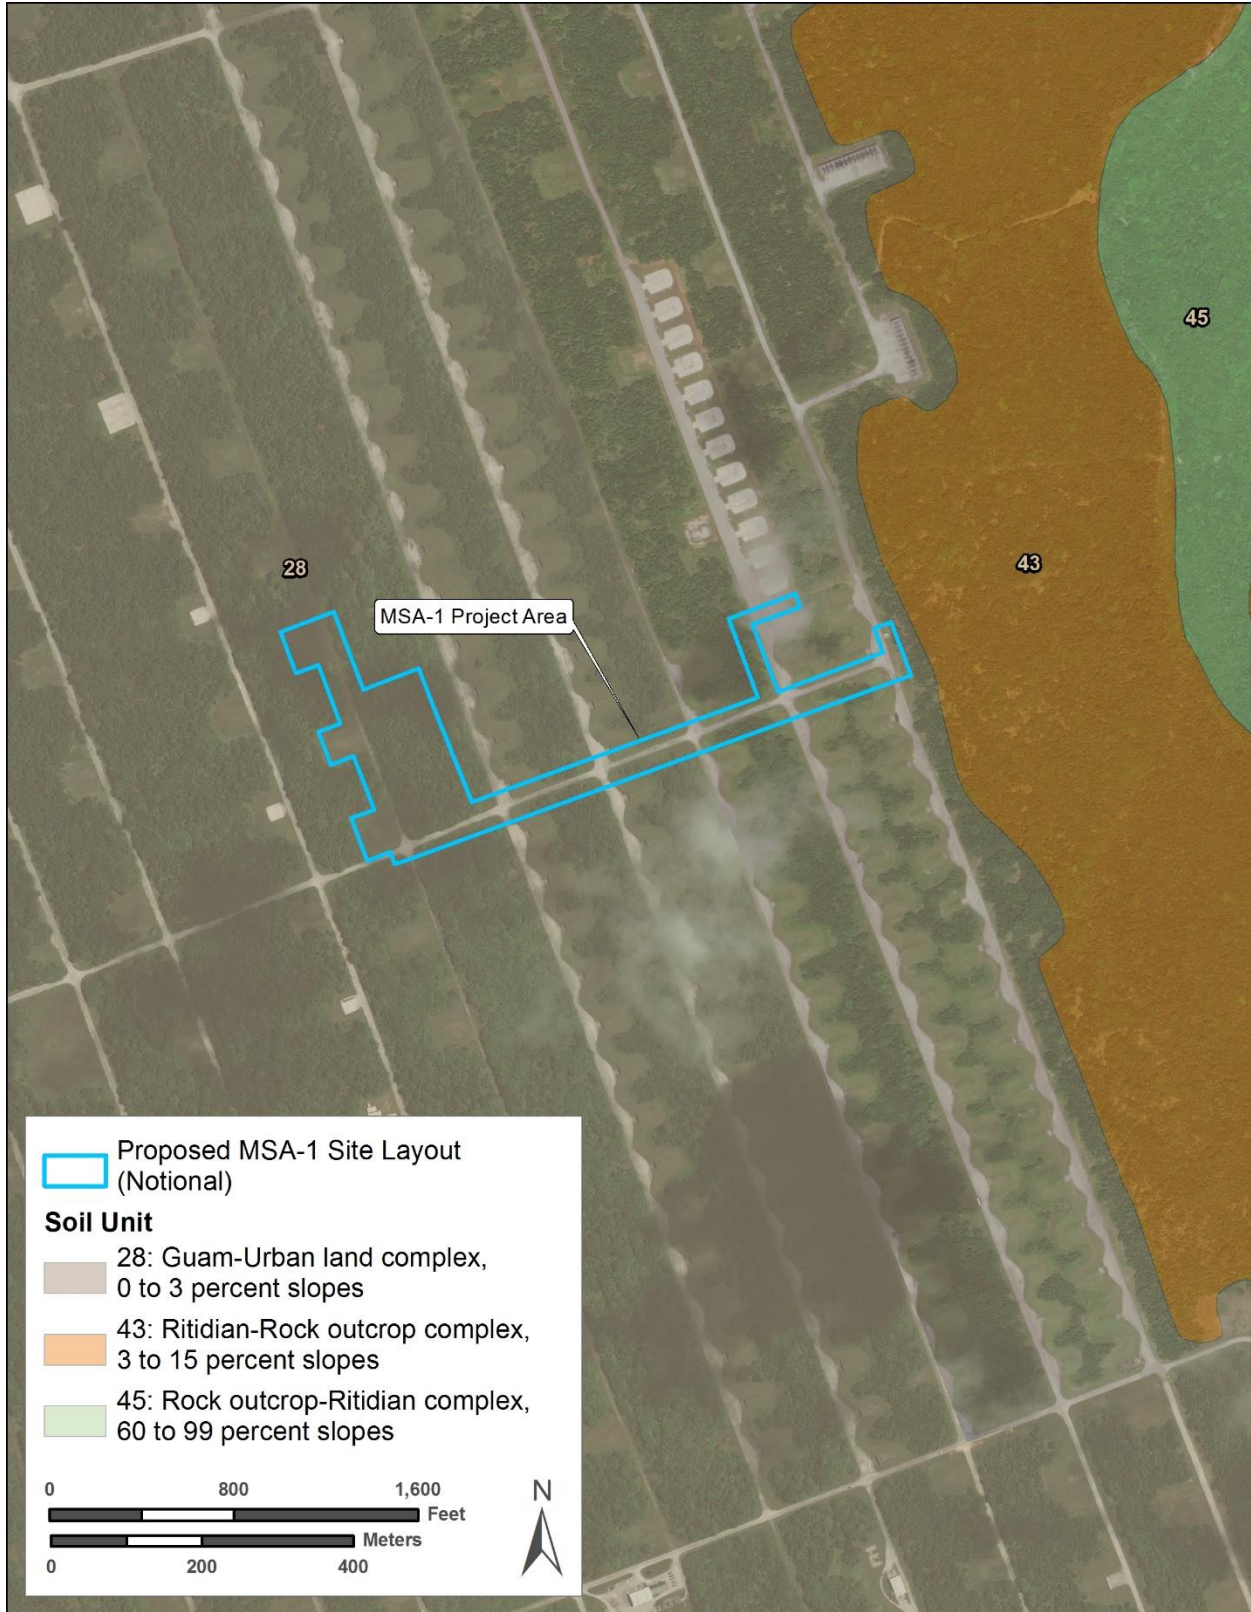 45
43
28
MSA-1 Project Area
Proposed MSA-1 Site Layout
(Notional)
Soil Unit
28: Guam-Urban land complex,
0 to 3 percent slopes
43: Ritidian-Rock outcrop complex,
3 to 15 percent slopes
45: Rock outcrop-Ritidian complex,
60 to 99 percent slopes
0 800 1,600
Feet
Meters
0 200 400
N